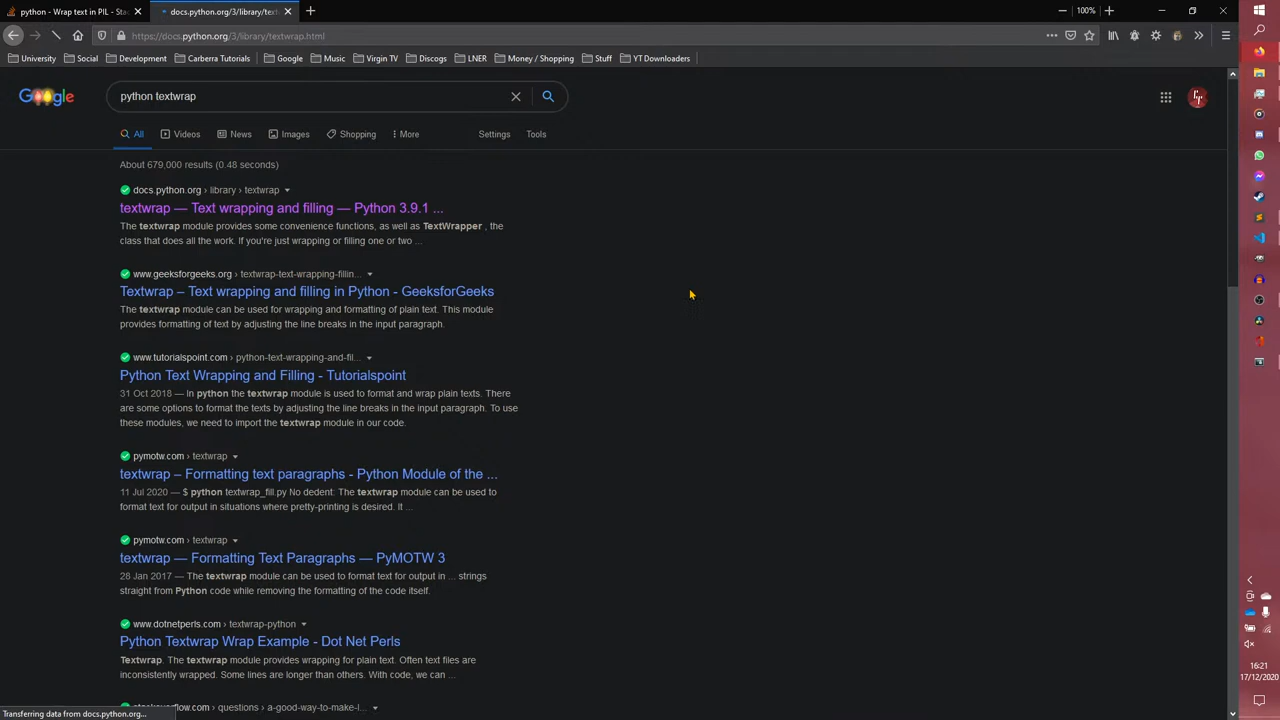 python - Wrap text in PIL - Sta
docs.python.org/3/library/text
https://docs.python.org/3/library/textwrap.html
100%
University
Social
Development
Carberra Tutorials
Google
Music
Virgin TV
Discogs
LNER
Money / Shopping
Stuff
YT Downloaders
Google
python textwrap
All
Videos
News
Images
Shopping
More
Settings
Tools
About 679,000 results (0.48 seconds)
docs.python.org › library › textwrap
textwrap — Text wrapping and filling — Python 3.9.1 ...
The textwrap module provides some convenience functions, as well as TextWrapper , the
class that does all the work. If you're just wrapping or filling one or two ...
www.geeksforgeeks.org › textwrap-text-wrapping-fillin...
Textwrap – Text wrapping and filling in Python - GeeksforGeeks
The textwrap module can be used for wrapping and formatting of plain text. This module
provides formatting of text by adjusting the line breaks in the input paragraph.
www.tutorialspoint.com › python-text-wrapping-and-fil...
Python Text Wrapping and Filling - Tutorialspoint
31 Oct 2018 — In python the textwrap module is used to format and wrap plain texts. There
are some options to format the texts by adjusting the line breaks in the input paragraph. To use
these modules, we need to import the textwrap module in our code.
pymotw.com › textwrap
textwrap – Formatting text paragraphs - Python Module of the ...
11 Jul 2020 — $ python textwrap_fill.py No dedent: The textwrap module can be used to
format text for output in situations where pretty-printing is desired. It ...
pymotw.com › textwrap
textwrap — Formatting Text Paragraphs — PyMOTW 3
28 Jan 2017 — The textwrap module can be used to format text for output in ... strings
straight from Python code while removing the formatting of the code itself.
www.dotnetperls.com › textwrap-python
Python Textwrap Wrap Example - Dot Net Perls
Textwrap. The textwrap module provides wrapping for plain text. Often text files are
inconsistently wrapped. Some lines are longer than others. With code, we can ...
stackoverflow.com › questions › a-good-way-to-make-l...
Transferring data from docs.python.org...
16:21
17/12/2020